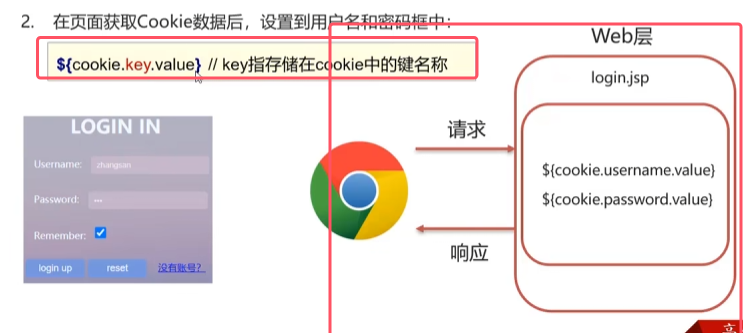 2. 在页面获取Cookie数据后，设置到用户名和密码框中：
${cookie.key.value} // key指存储在cookie中的键名称
LOGIN IN
Username: zhangsan
Password: •••
Remember:
login up reset 没有账号?
请求
响应
Web层
login.jsp
${cookie.username.value}
${cookie.password.value}